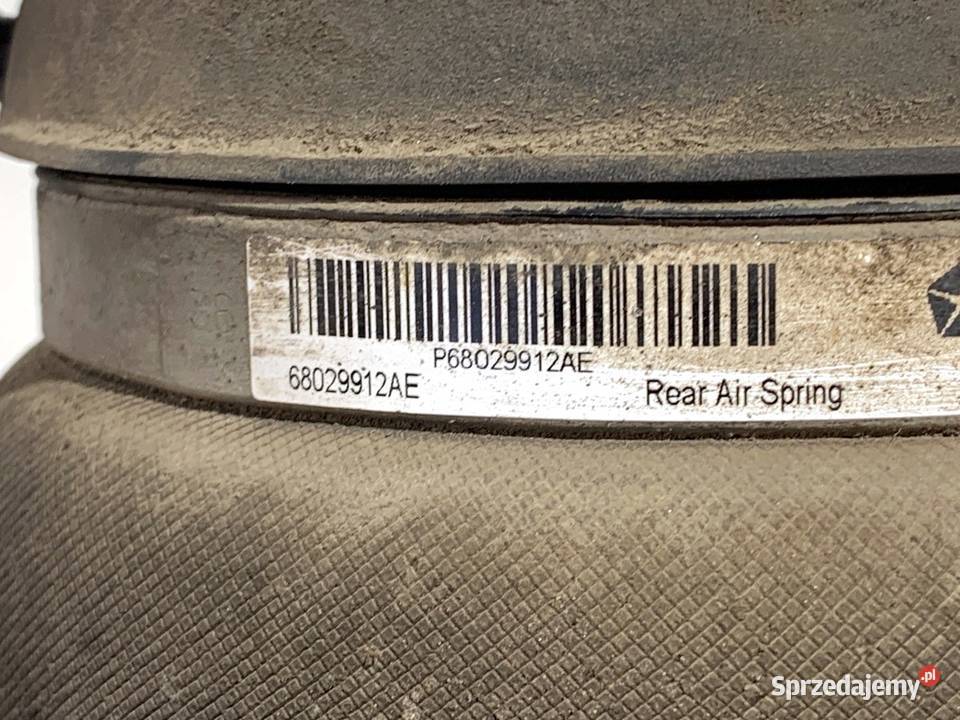 P68029912AE
68029912AE
Rear Air Spring
Sprzedajemy.pl